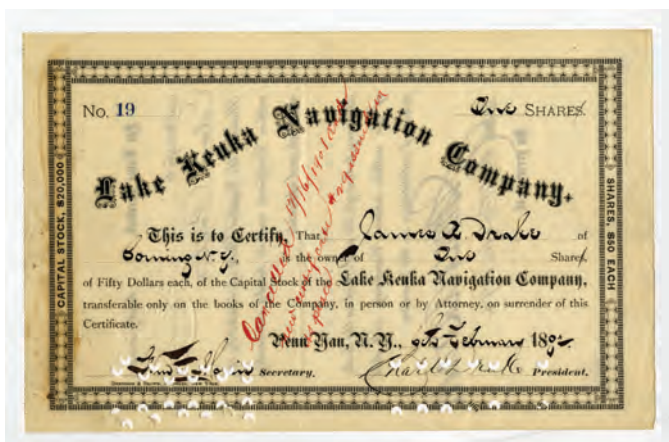 No. 19
One SHARES.
Lake Keuka Navigation Company.
CAPITAL STOCK, $20,000
SHARES, $50 EACH
This is to Certify, That James A. Drake of
Corning N.Y., is the owner of One Shares
of Fifty Dollars each, of the Capital Stock of the Lake Keuka Navigation Company,
transferable only on the books of the Company, in person or by Attorney, on surrender of this
Certificate.
Penn Yan, N. Y., February 189
Secretary.
President.
Cancelled